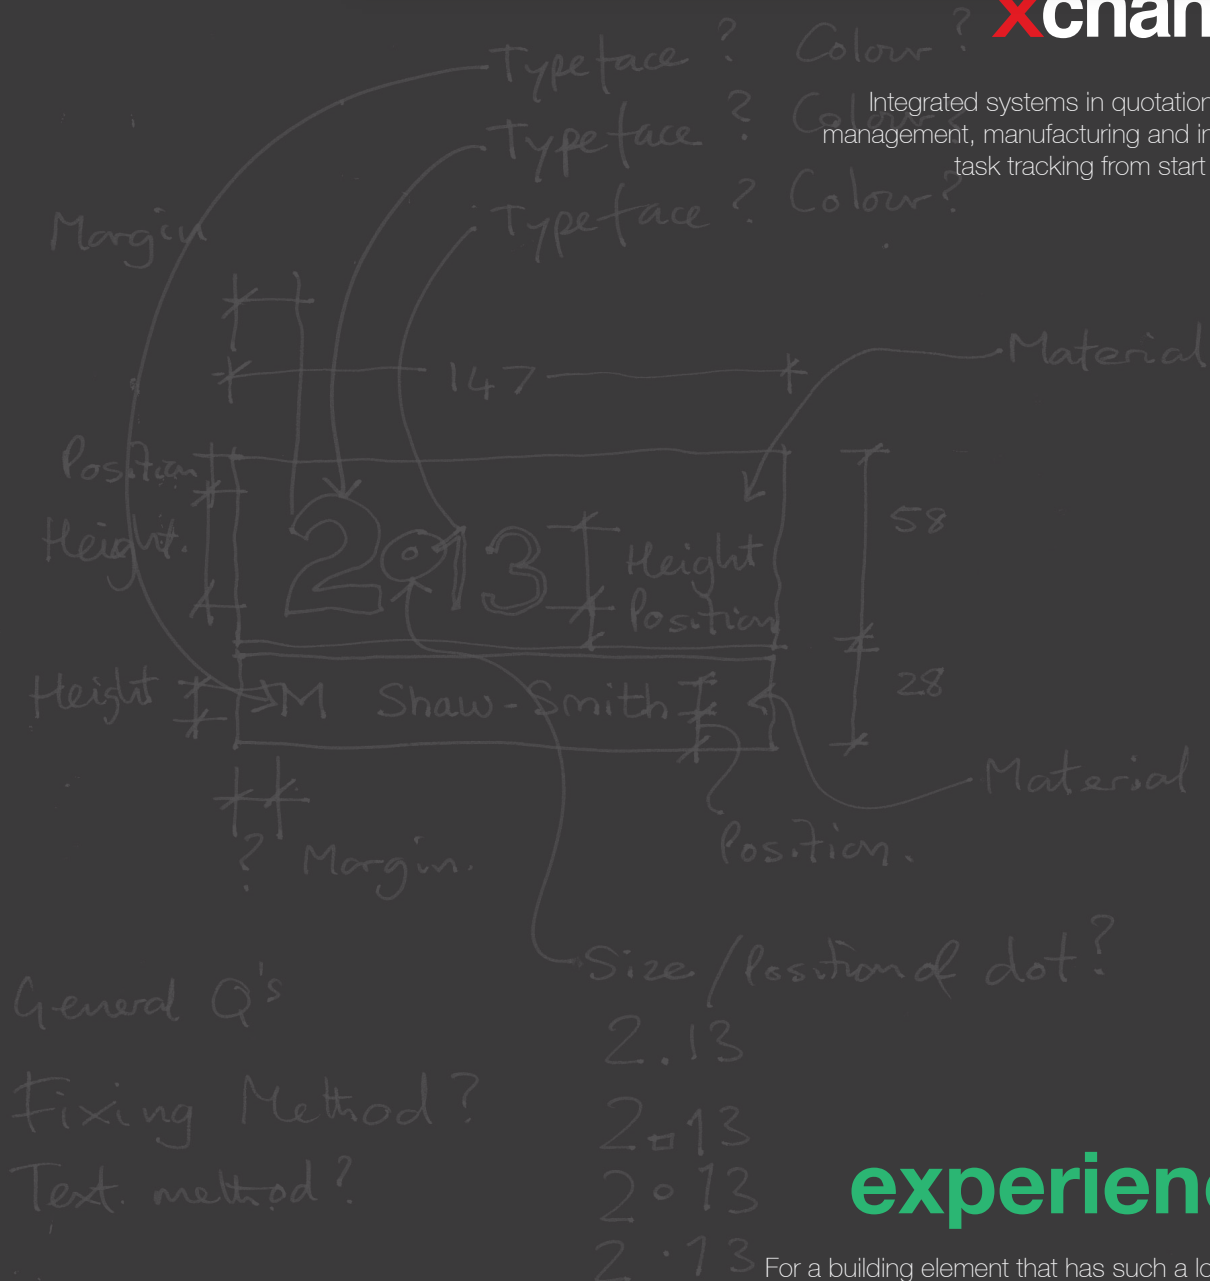 xchan
Integrated systems in quotation
management, manufacturing and in
task tracking from start
Typeface ? Colour ?
Typeface ? Colour ?
Typeface ? Colour ?
Margin
147
Material
Position
Height.
2.13
Height
Position
58
Height
M Shaw-Smith
28
Material
? Margin.
Position.
Size / Position of dot ?
General Q's
2.13
Fixing Method ?
2▫13
Text. method ?
2∘13
2·13
experienc
For a building element that has such a lo